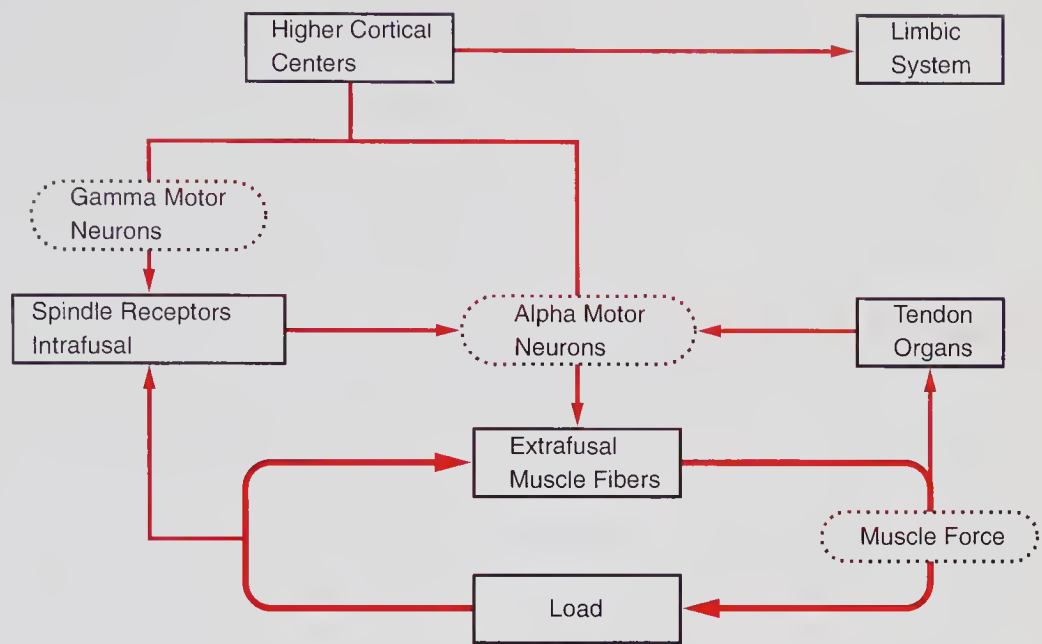 Higher Cortical
Centers
Limbic
System
Gamma Motor
Neurons
Spindle Receptors
Intrafusal
Alpha Motor
Neurons
Tendon
Organs
Extrafusal
Muscle Fibers
Muscle Force
Load